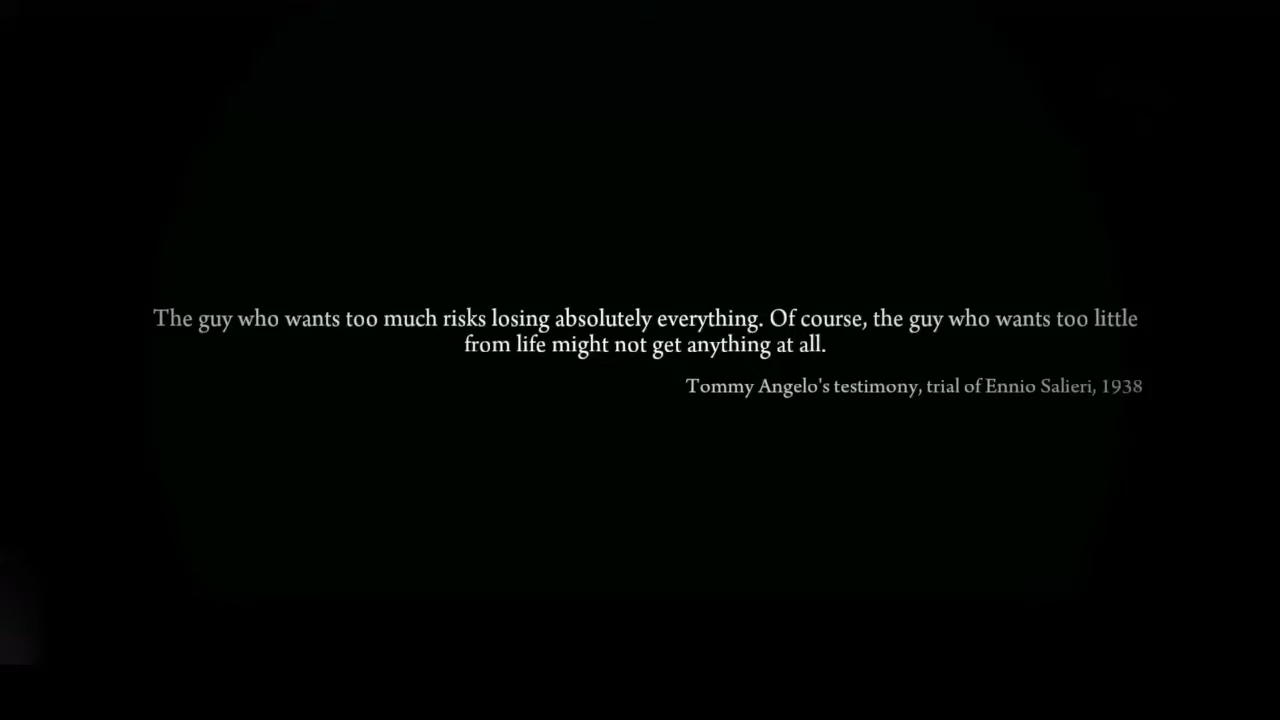 The guy who wants too much risks losing absolutely everything. Of course, the guy who wants too little
from life might not get anything at all.
Tommy Angelo's testimony, trial of Ennio Salieri, 1938